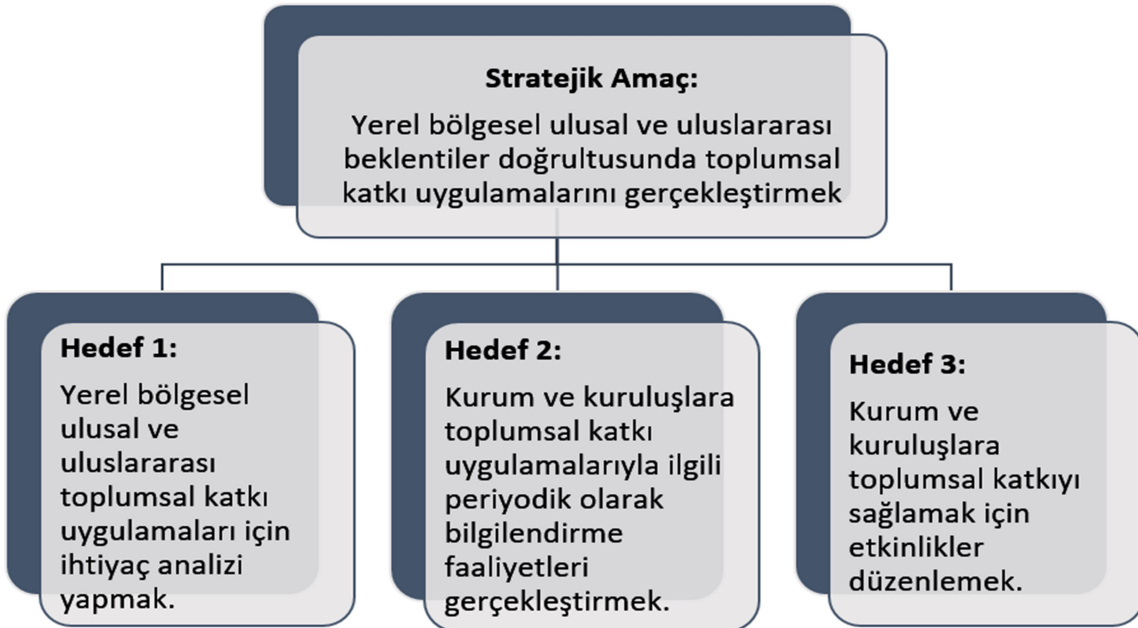 Stratejik Amaç:
Yerel bölgesel ulusal ve uluslararası
beklentiler doğrultusunda toplumsal
katkı uygulamalarını gerçekleştirmek
Hedef 1:
Yerel bölgesel
ulusal ve
uluslararası
toplumsal katkı
uygulamaları için
ihtiyaç analizi
yapmak.
Hedef 2:
Kurum ve kuruluşlara
toplumsal katkı
uygulamalarıyla ilgili
periyodik olarak
bilgilendirme
faaliyetleri
gerçekleştirmek.
Hedef 3:
Kurum ve
kuruluşlara
toplumsal katkıyı
sağlamak için
etkinlikler
düzenlemek.